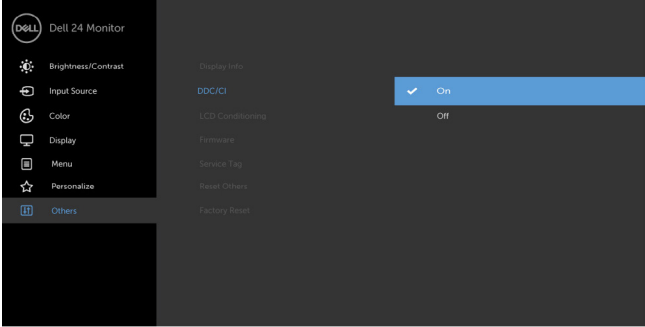 DELL Dell 24 Monitor
Brightness/Contrast
Display Info
Input Source
DDC/CI
On
Color
LCD Conditioning
Off
Display
Firmware
Menu
Service Tag
Personalize
Reset Others
Others
Factory Reset